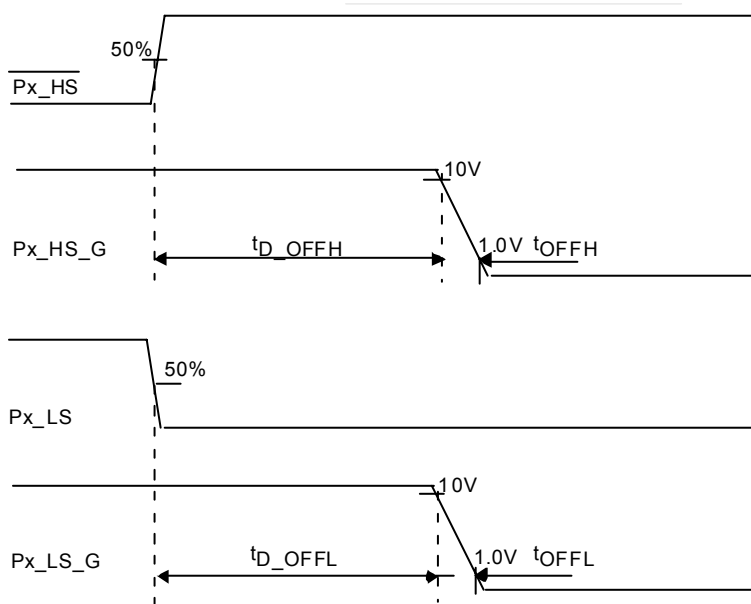 50%
Px_HS
10V
Px_HS_G
tD_OFFH
1.0V tOFFH
50%
Px_LS
10V
Px_LS_G
tD_OFFL
1.0V tOFFL